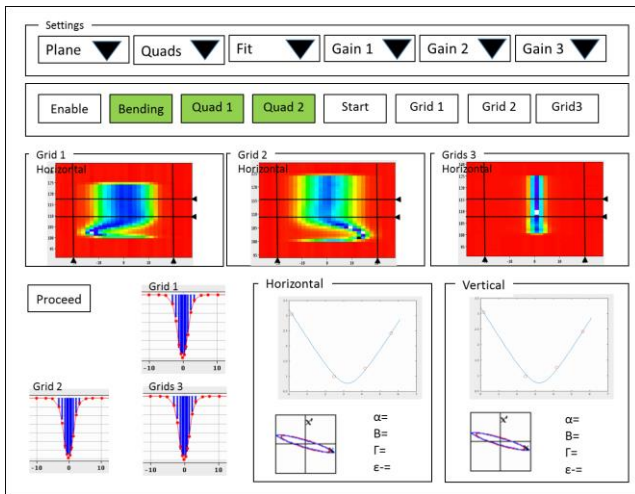 Settings
Plane Quads Fit Gain 1 Gain 2 Gain 3
Enable Bending Quad 1 Quad 2 Start Grid 1 Grid 2 Grid3
Grid 1 Grid 2 Grids 3
Horizontal Horizontal Horizontal
Proceed
Grid 1
-10 0 10
Grid 2
-10 0 10
Grids 3
-10 0 10
Horizontal
x'
α=
Β=
Γ=
ε-=
Vertical
x'
α=
Β=
Γ=
ε-=